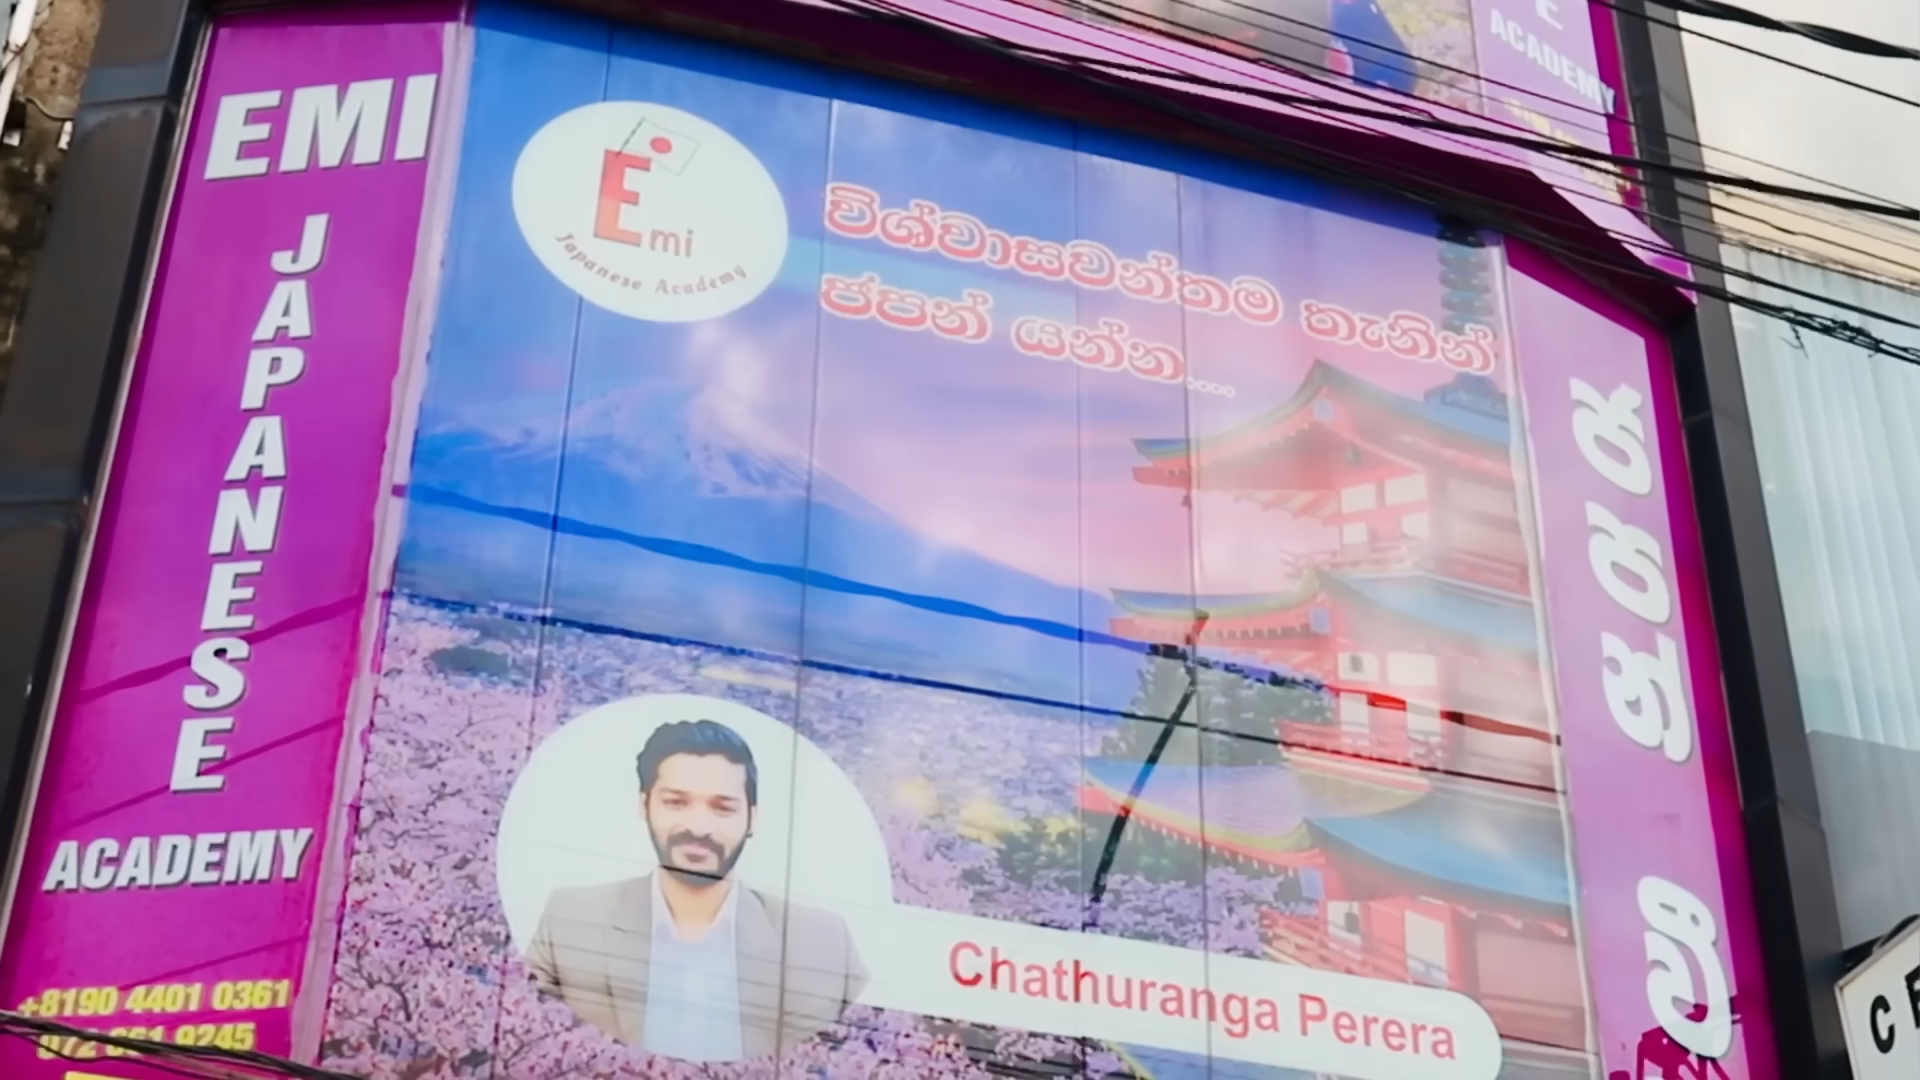 EMI
JAPANESE
ACADEMY
+8190 4401 0361
Emi
Japanese Academy
විශ්වාසවන්තම තැනින්
ජපන් යන්න....
Chathuranga Perera
E
ACADEMY